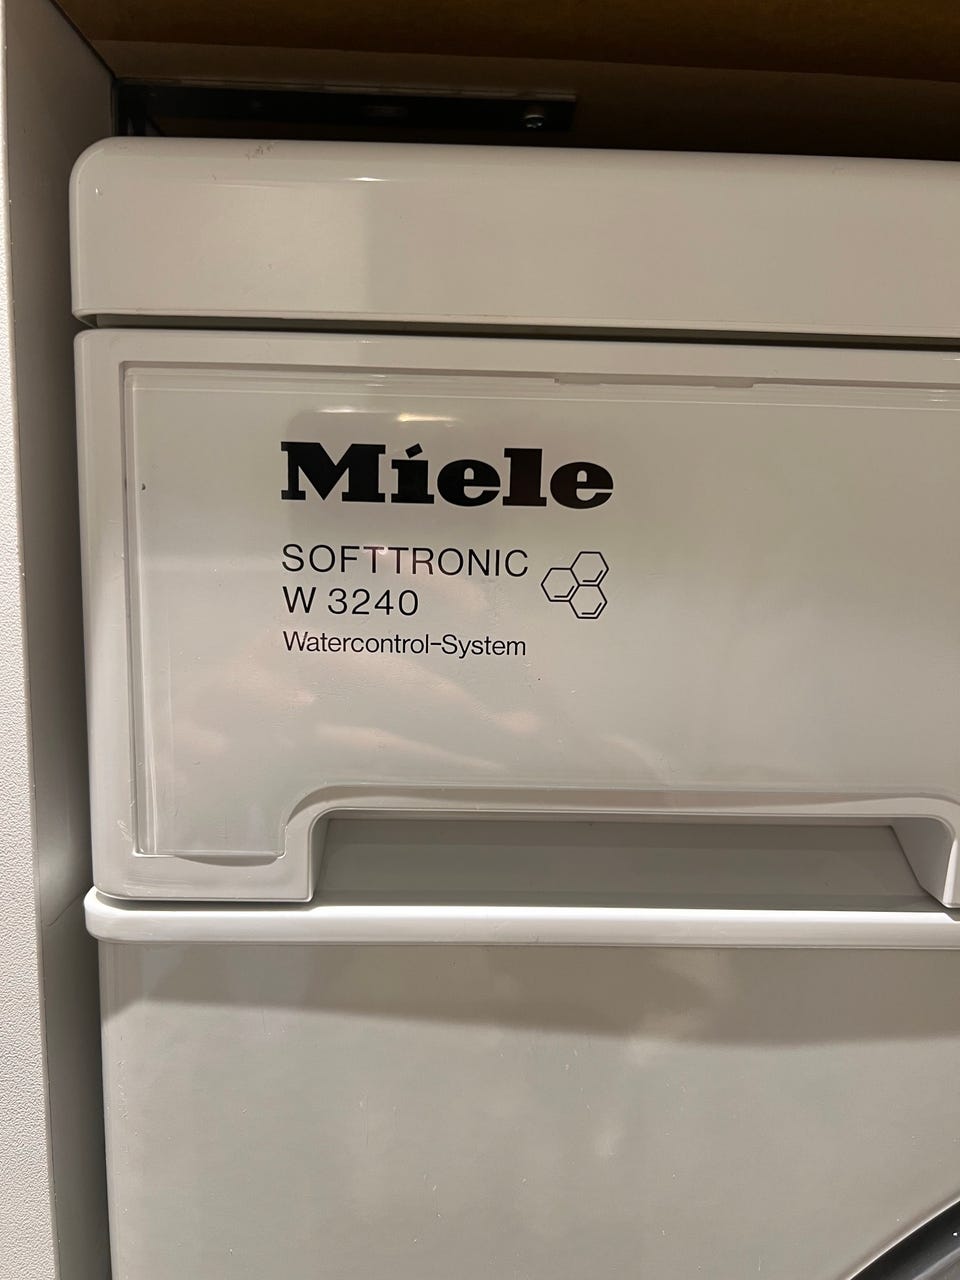 Miele
SOFTTRONIC
W 3240
Watercontrol-System